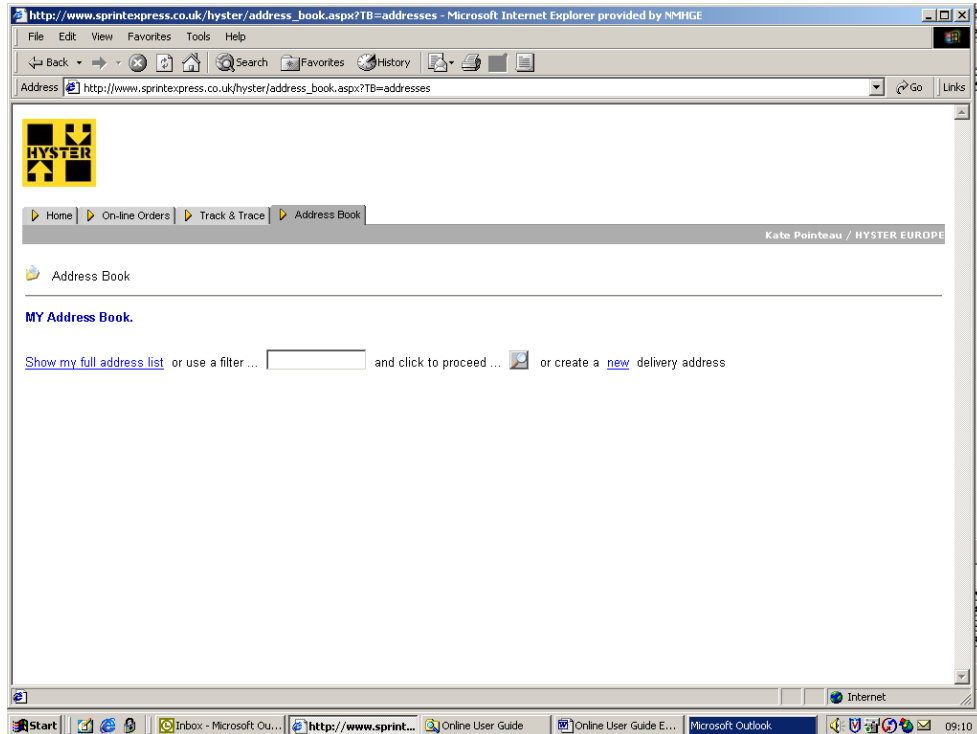 http://www.sprintexpress.co.uk/hyster/address_book.aspx?TB=addresses - Microsoft Internet Explorer provided by NMHGE
File Edit View Favorites Tools Help
Back Search Favorites History
Address http://www.sprintexpress.co.uk/hyster/address_book.aspx?TB=addresses Go Links
HYSTER
Home On-line Orders Track & Trace Address Book
Kate Pointeau / HYSTER EUROPE
Address Book
MY Address Book.
Show my full address list or use a filter ... and click to proceed ... or create a new delivery address
Internet
Start Inbox - Microsoft Ou... http://www.sprint... Online User Guide Online User Guide E... Microsoft Outlook 09:10